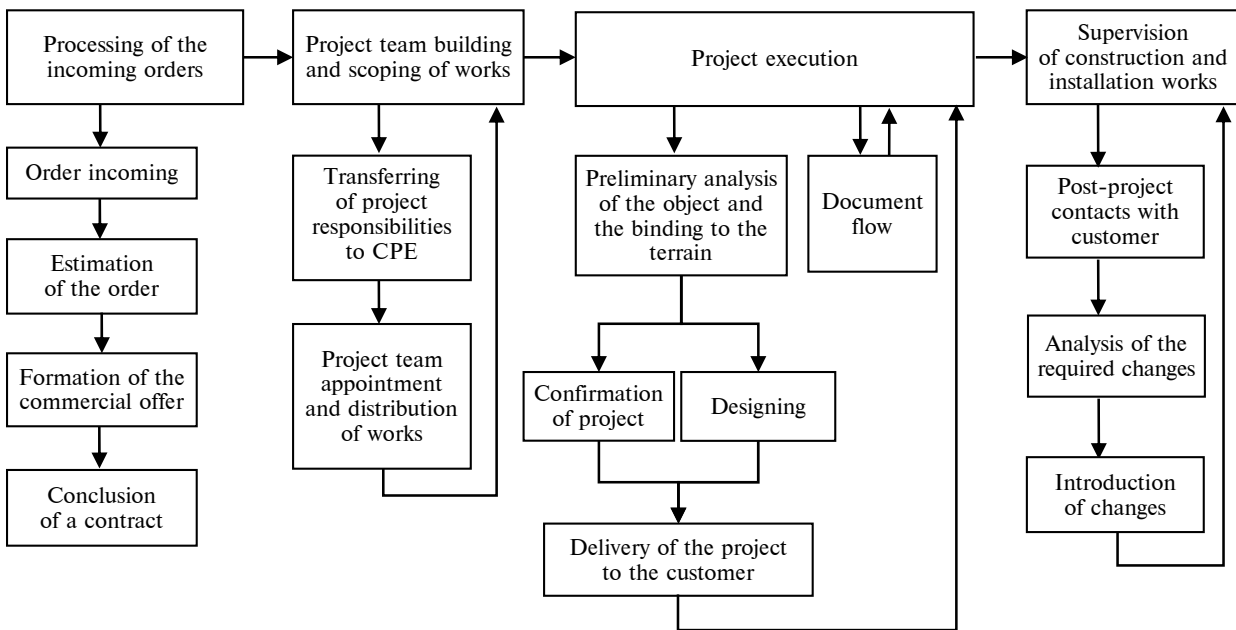 Processing of the
incoming orders
Project team building
and scoping of works
Project execution
Supervision
of construction and
installation works
Order incoming
Estimation
of the order
Formation of the
commercial offer
Conclusion
of a contract
Transferring
of project
responsibilities
to CPE
Project team
appointment
and distribution
of works
Preliminary analysis
of the object and
the binding to the
terrain
Document
flow
Confirmation
of project
Designing
Delivery of the project
to the customer
Post-project
contacts with
customer
Analysis of the
required changes
Introduction
of changes